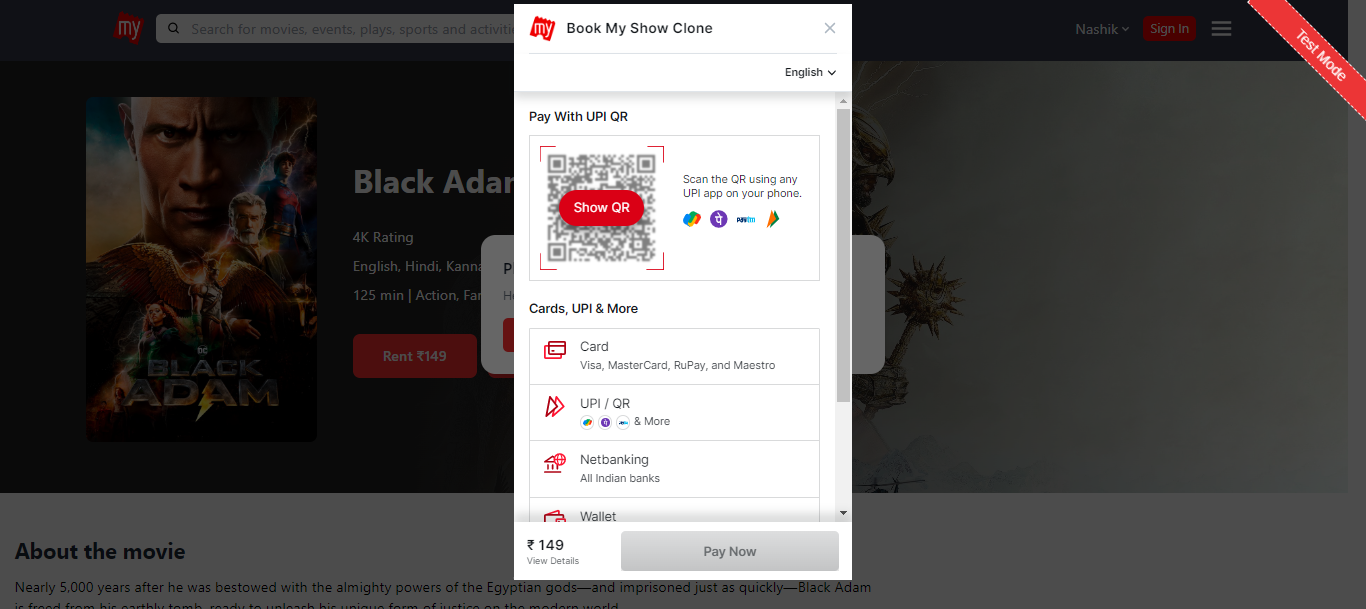 my
Search for movies, events, plays, sports and activiti
Nashik
Sign In
Test Mode
my
Book My Show Clone
English
Pay With UPI QR
Show QR
Scan the QR using any
UPI app on your phone.
paytm
Cards, UPI & More
Card
Visa, MasterCard, RuPay, and Maestro
UPI / QR
& More
Netbanking
All Indian banks
Wallet
₹ 149
View Details
Pay Now
DC
BLACK
ADAM
Black Ada
4K Rating
English, Hindi, Kanna
125 min | Action, Fan
Rent ₹149
About the movie
Nearly 5,000 years after he was bestowed with the almighty powers of the Egyptian gods—and imprisoned just as quickly—Black Adam
is freed from his earthly tomb, ready to unleash his unique form of justice on the modern world.